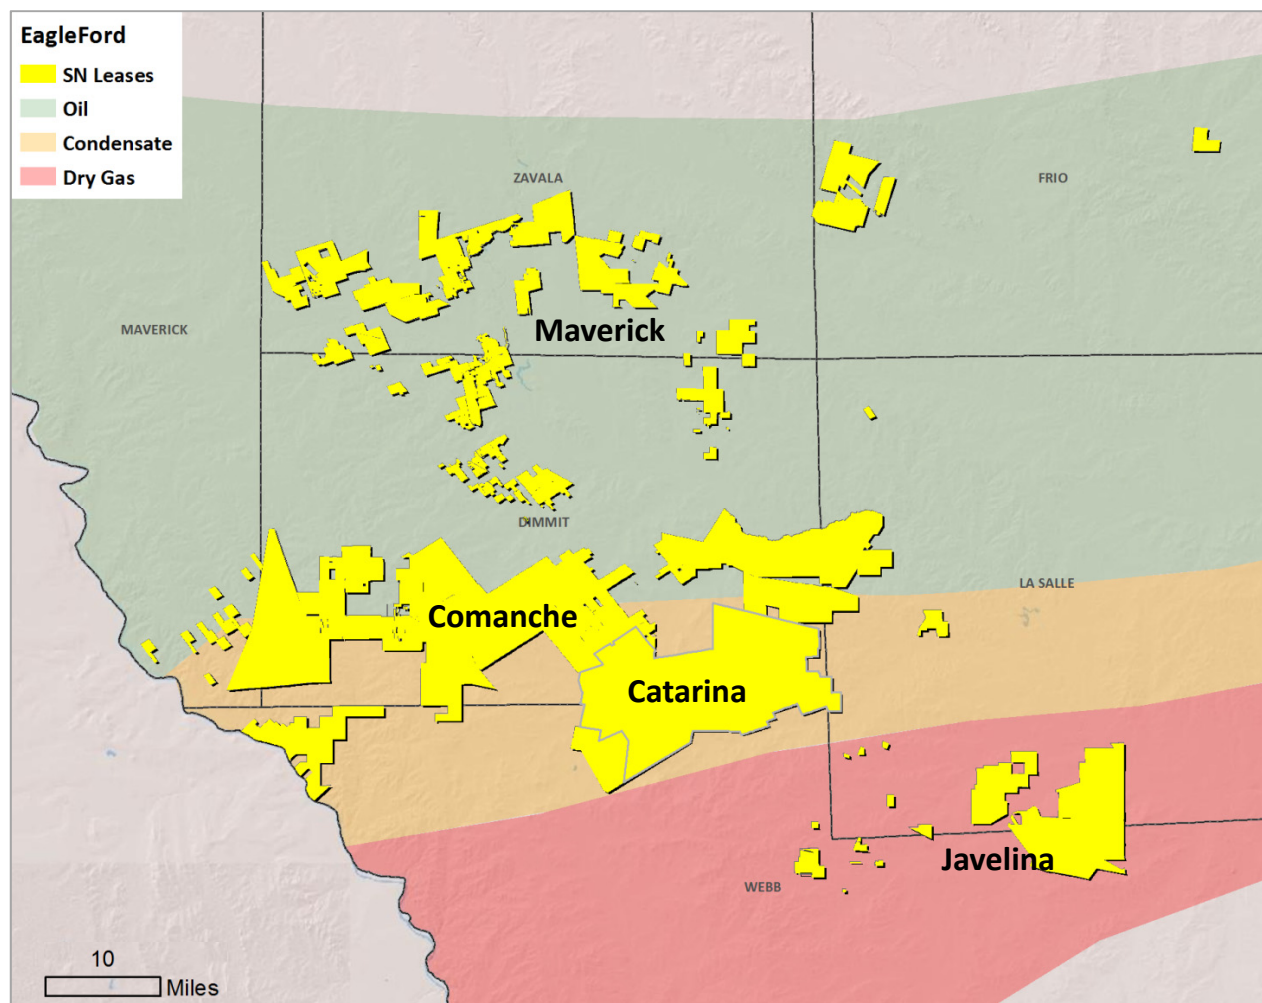 EagleFord
SN Leases
Oil
Condensate
Dry Gas
ZAVALA
FRIO
MAVERICK
Maverick
DIMMIT
LA SALLE
Comanche
Catarina
Javelina
WEBB
10
Miles